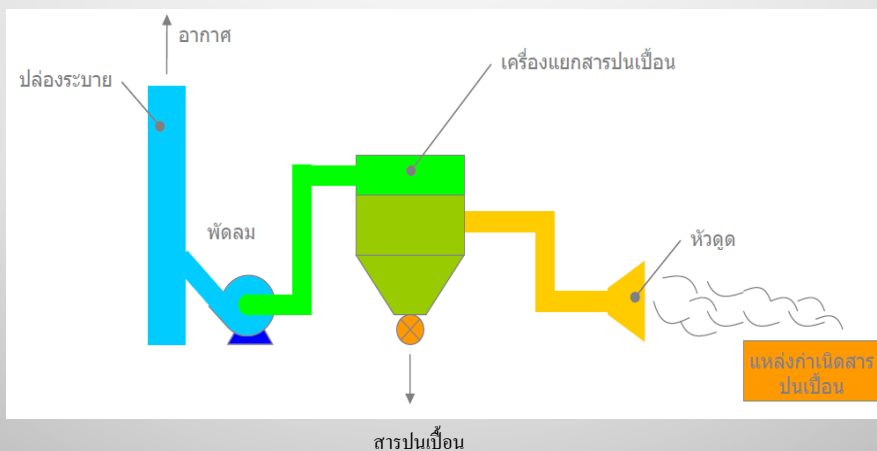 อากาศ
ปล่องระบาย
เครื่องแยกสารปนเปื้อน
พัดลม
หัวดูด
แหล่งกำเนิดสาร
ปนเปื้อน
สารปนเปื้อน